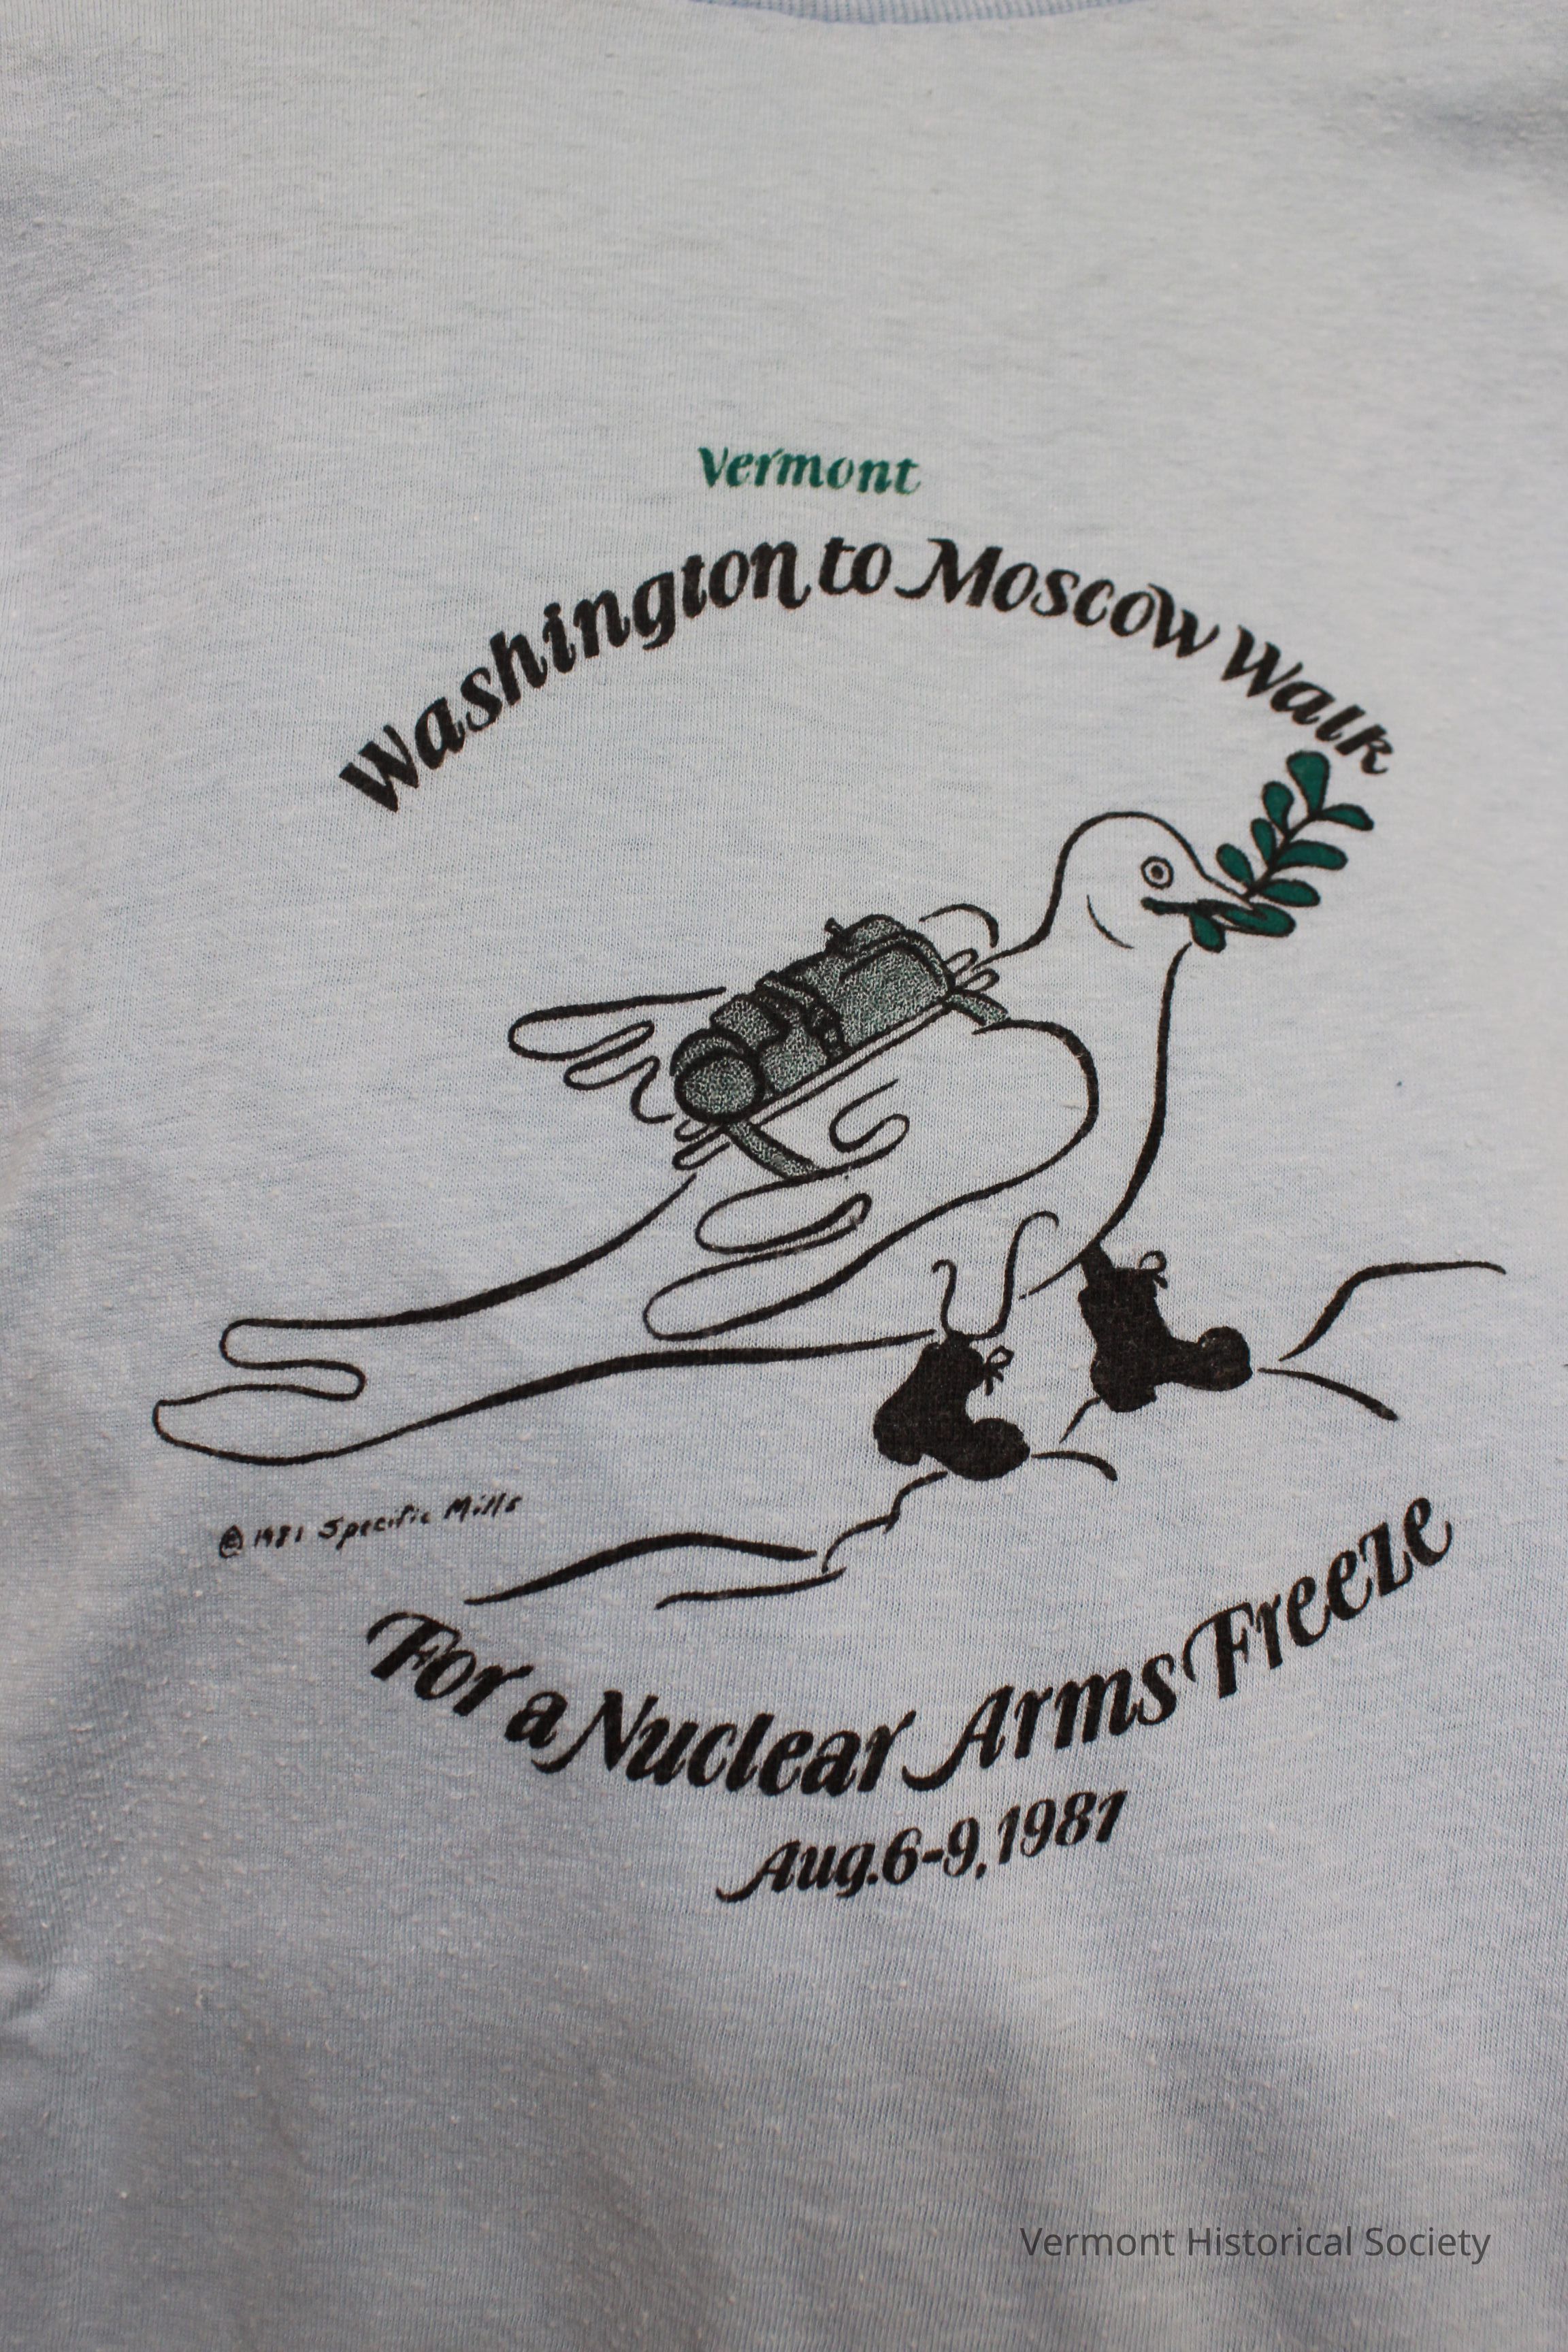 Vermont
Washington to Moscow Walk
© 1981 Specific Mills
For a Nuclear Arms Freeze
Aug. 6-9, 1981
Vermont Historical Society